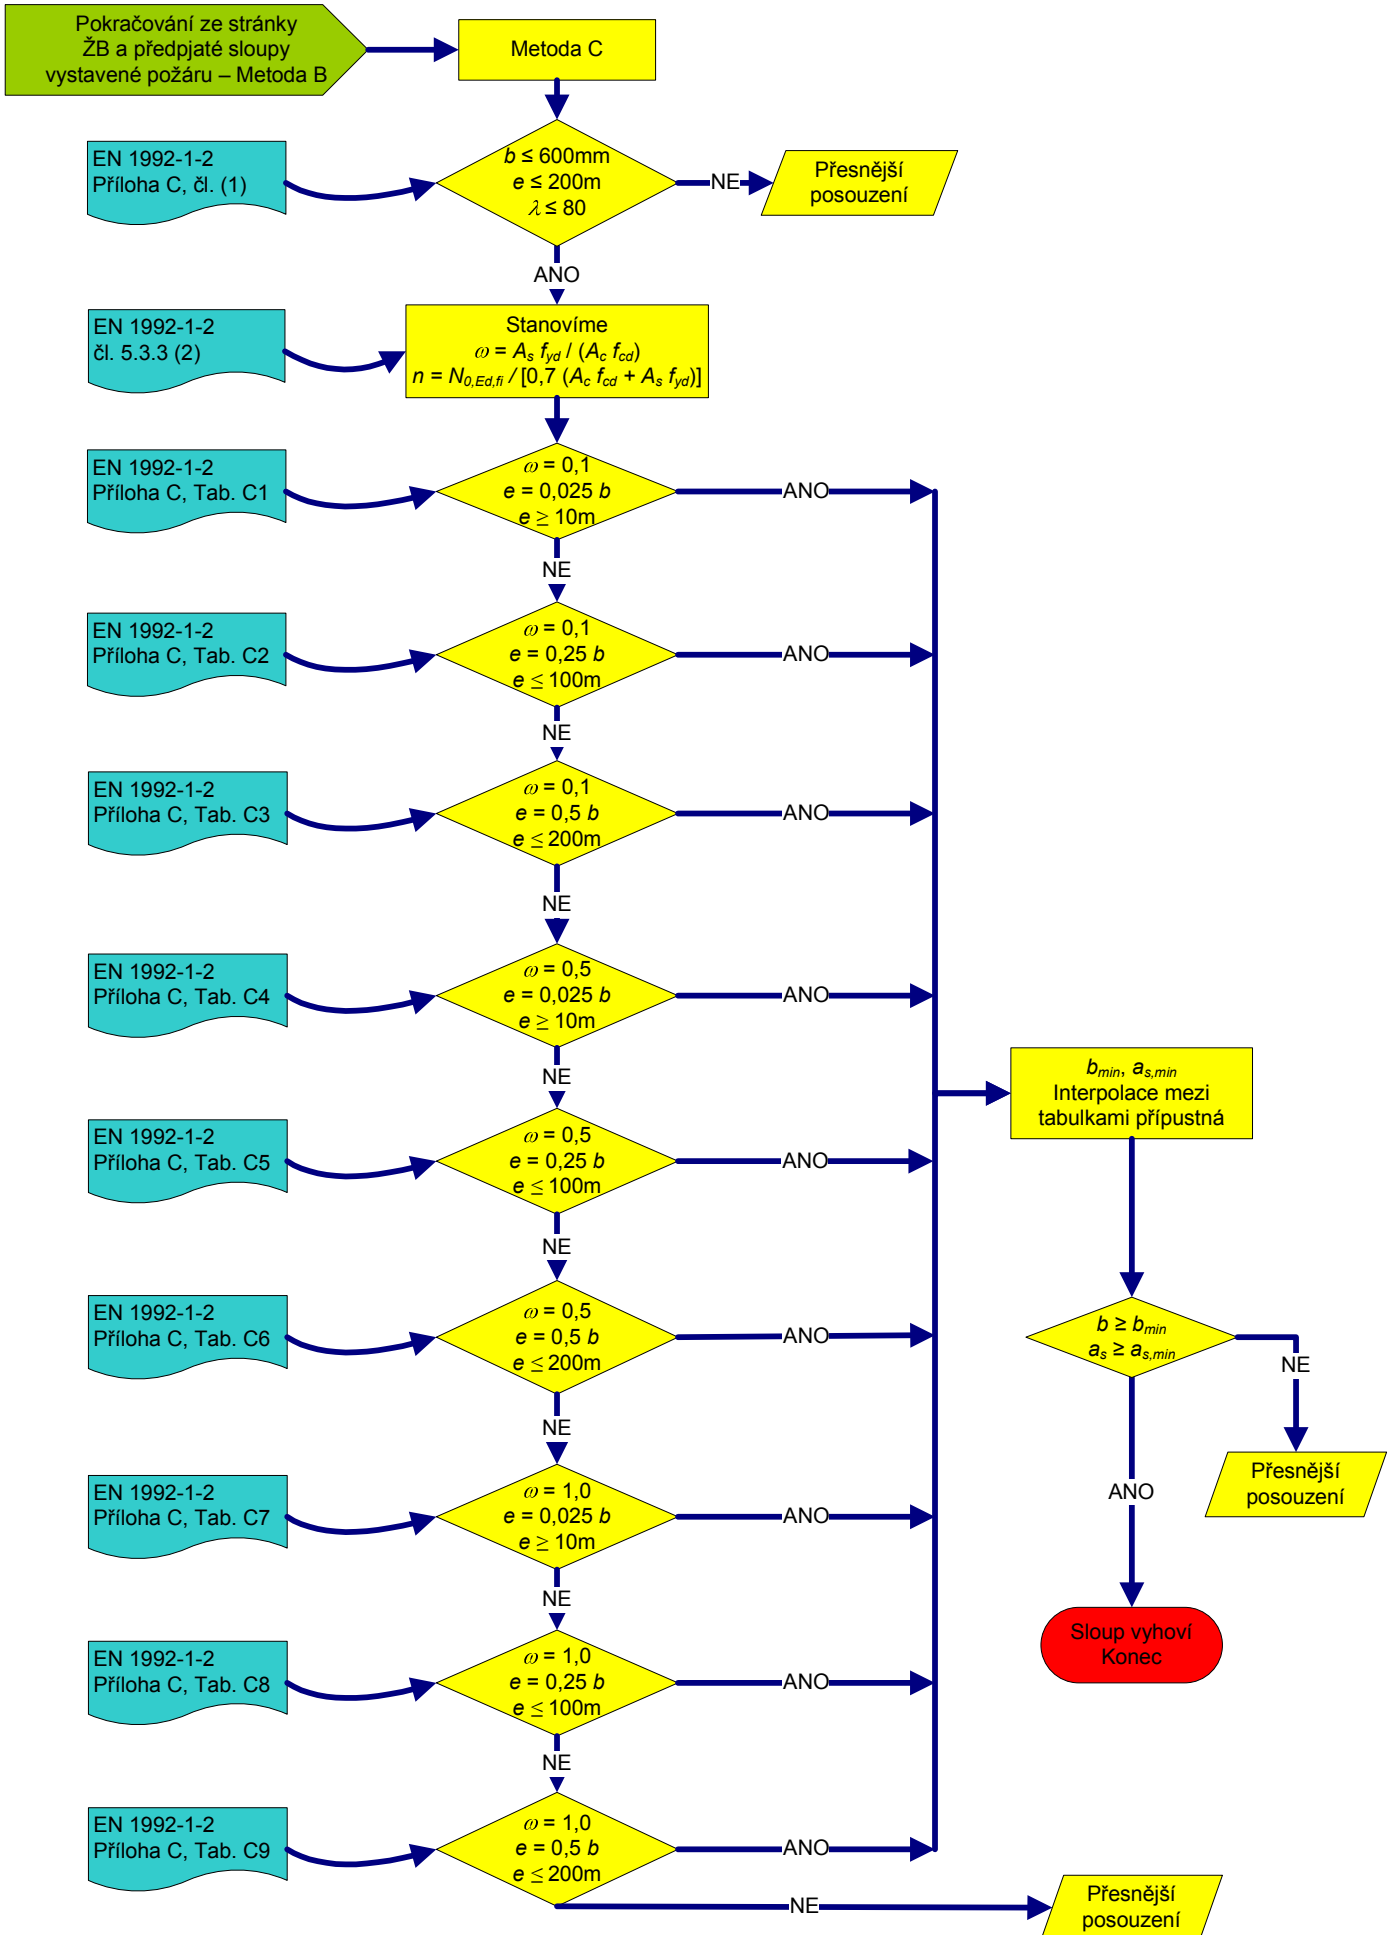 Pokračování ze stránky
ŽB a předpjaté sloupy
vystavené požáru – Metoda B
Metoda C
EN 1992-1-2
Příloha C, čl. (1)
b ≤ 600mm
e ≤ 200m
λ ≤ 80
NE
Přesnější
posouzení
ANO
EN 1992-1-2
čl. 5.3.3 (2)
Stanovíme
ω = As fyd / (Ac fcd)
n = N0,Ed,fi / [0,7 (Ac fcd + As fyd)]
EN 1992-1-2
Příloha C, Tab. C1
ω = 0,1
e = 0,025 b
e ≥ 10m
ANO
NE
EN 1992-1-2
Příloha C, Tab. C2
ω = 0,1
e = 0,25 b
e ≤ 100m
ANO
NE
EN 1992-1-2
Příloha C, Tab. C3
ω = 0,1
e = 0,5 b
e ≤ 200m
ANO
NE
EN 1992-1-2
Příloha C, Tab. C4
ω = 0,5
e = 0,025 b
e ≥ 10m
ANO
NE
EN 1992-1-2
Příloha C, Tab. C5
ω = 0,5
e = 0,25 b
e ≤ 100m
ANO
NE
EN 1992-1-2
Příloha C, Tab. C6
ω = 0,5
e = 0,5 b
e ≤ 200m
ANO
NE
EN 1992-1-2
Příloha C, Tab. C7
ω = 1,0
e = 0,025 b
e ≥ 10m
ANO
NE
EN 1992-1-2
Příloha C, Tab. C8
ω = 1,0
e = 0,25 b
e ≤ 100m
ANO
NE
EN 1992-1-2
Příloha C, Tab. C9
ω = 1,0
e = 0,5 b
e ≤ 200m
ANO
NE
Přesnější
posouzení
bmin, as,min
Interpolace mezi
tabulkami přípustná
b ≥ bmin
as ≥ as,min
NE
Přesnější
posouzení
ANO
Sloup vyhoví
Konec